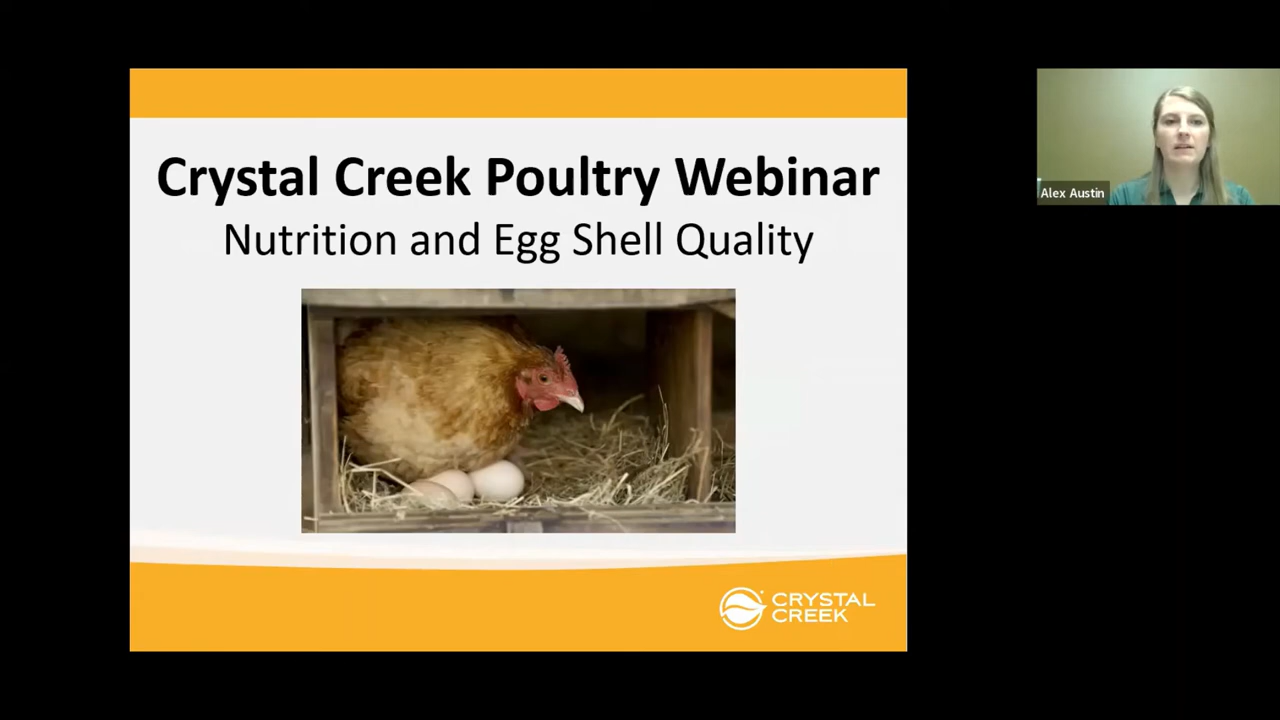 Crystal Creek Poultry Webinar
Nutrition and Egg Shell Quality
Alex Austin
CRYSTAL
CREEK